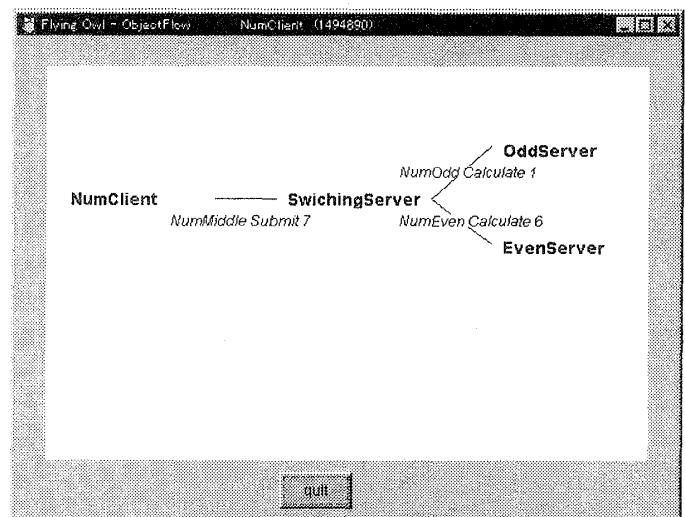 Flying Owl - ObjectFlow NumClient (1494890)
OddServer
NumOdd Calculate 1
NumClient SwichingServer
NumMiddle Submit 7 NumEven Calculate 6
EvenServer
quit